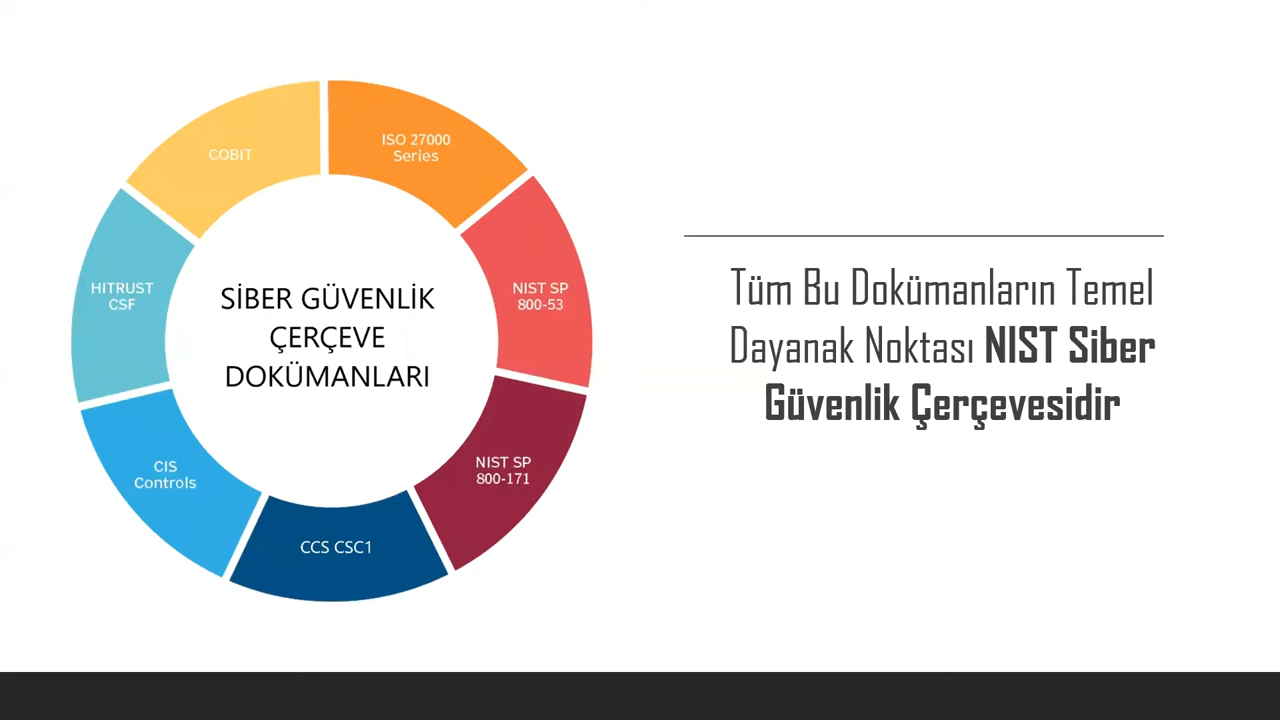 COBIT
ISO 27000
Series
HITRUST
CSF
NIST SP
800-53
SİBER GÜVENLİK
ÇERÇEVE
DOKÜMANLARI
CIS
Controls
NIST SP
800-171
CCS CSC1
Tüm Bu Dokümanların Temel
Dayanak Noktası NIST Siber
Güvenlik Çerçevesidir